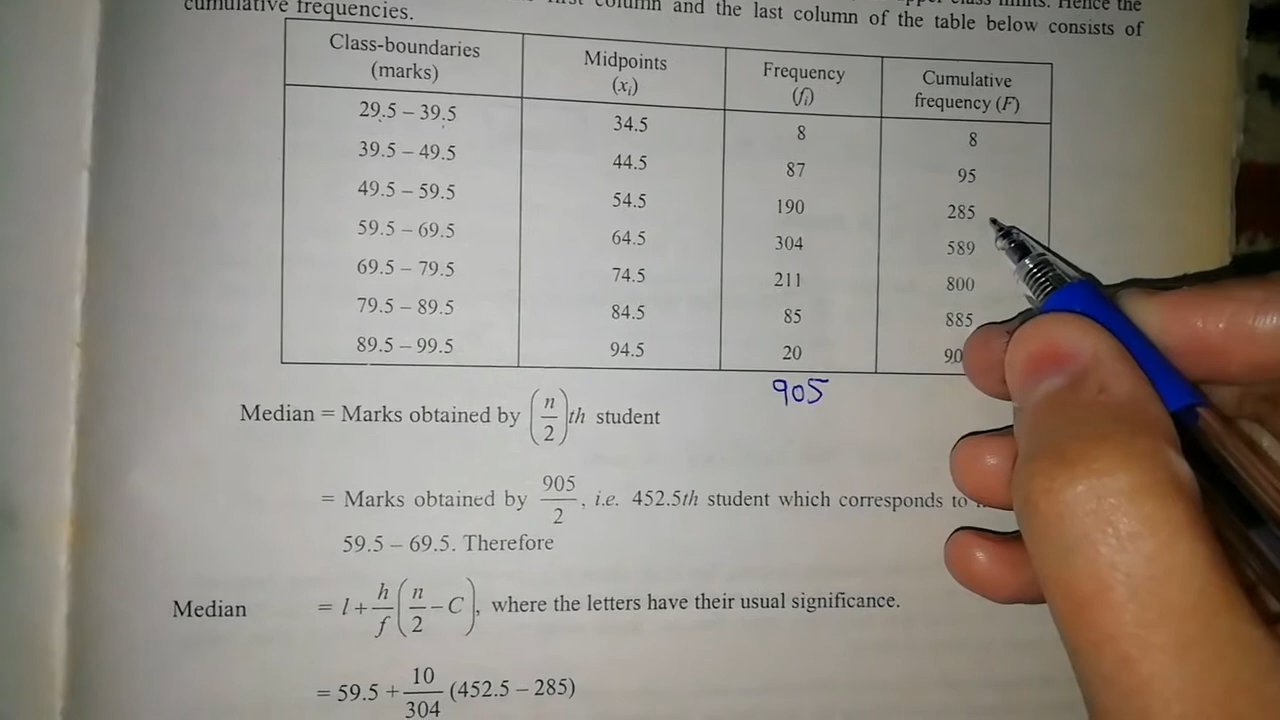 cumulative frequencies. column and the last column of the table below consists of
Class-boundaries (marks) Midpoints (xᵢ) Frequency (fᵢ) Cumulative frequency (F)
29.5 – 39.5 34.5 8 8
39.5 – 49.5 44.5 87 95
49.5 – 59.5 54.5 190 285
59.5 – 69.5 64.5 304 589
69.5 – 79.5 74.5 211 800
79.5 – 89.5 84.5 85 885
89.5 – 99.5 94.5 20
905
Median = Marks obtained by (n/2)th student
= Marks obtained by 905/2, i.e. 452.5th student which corresponds to
59.5 – 69.5. Therefore
Median = l + h/f (n/2 – C), where the letters have their usual significance.
= 59.5 + 10/304 (452.5 – 285)